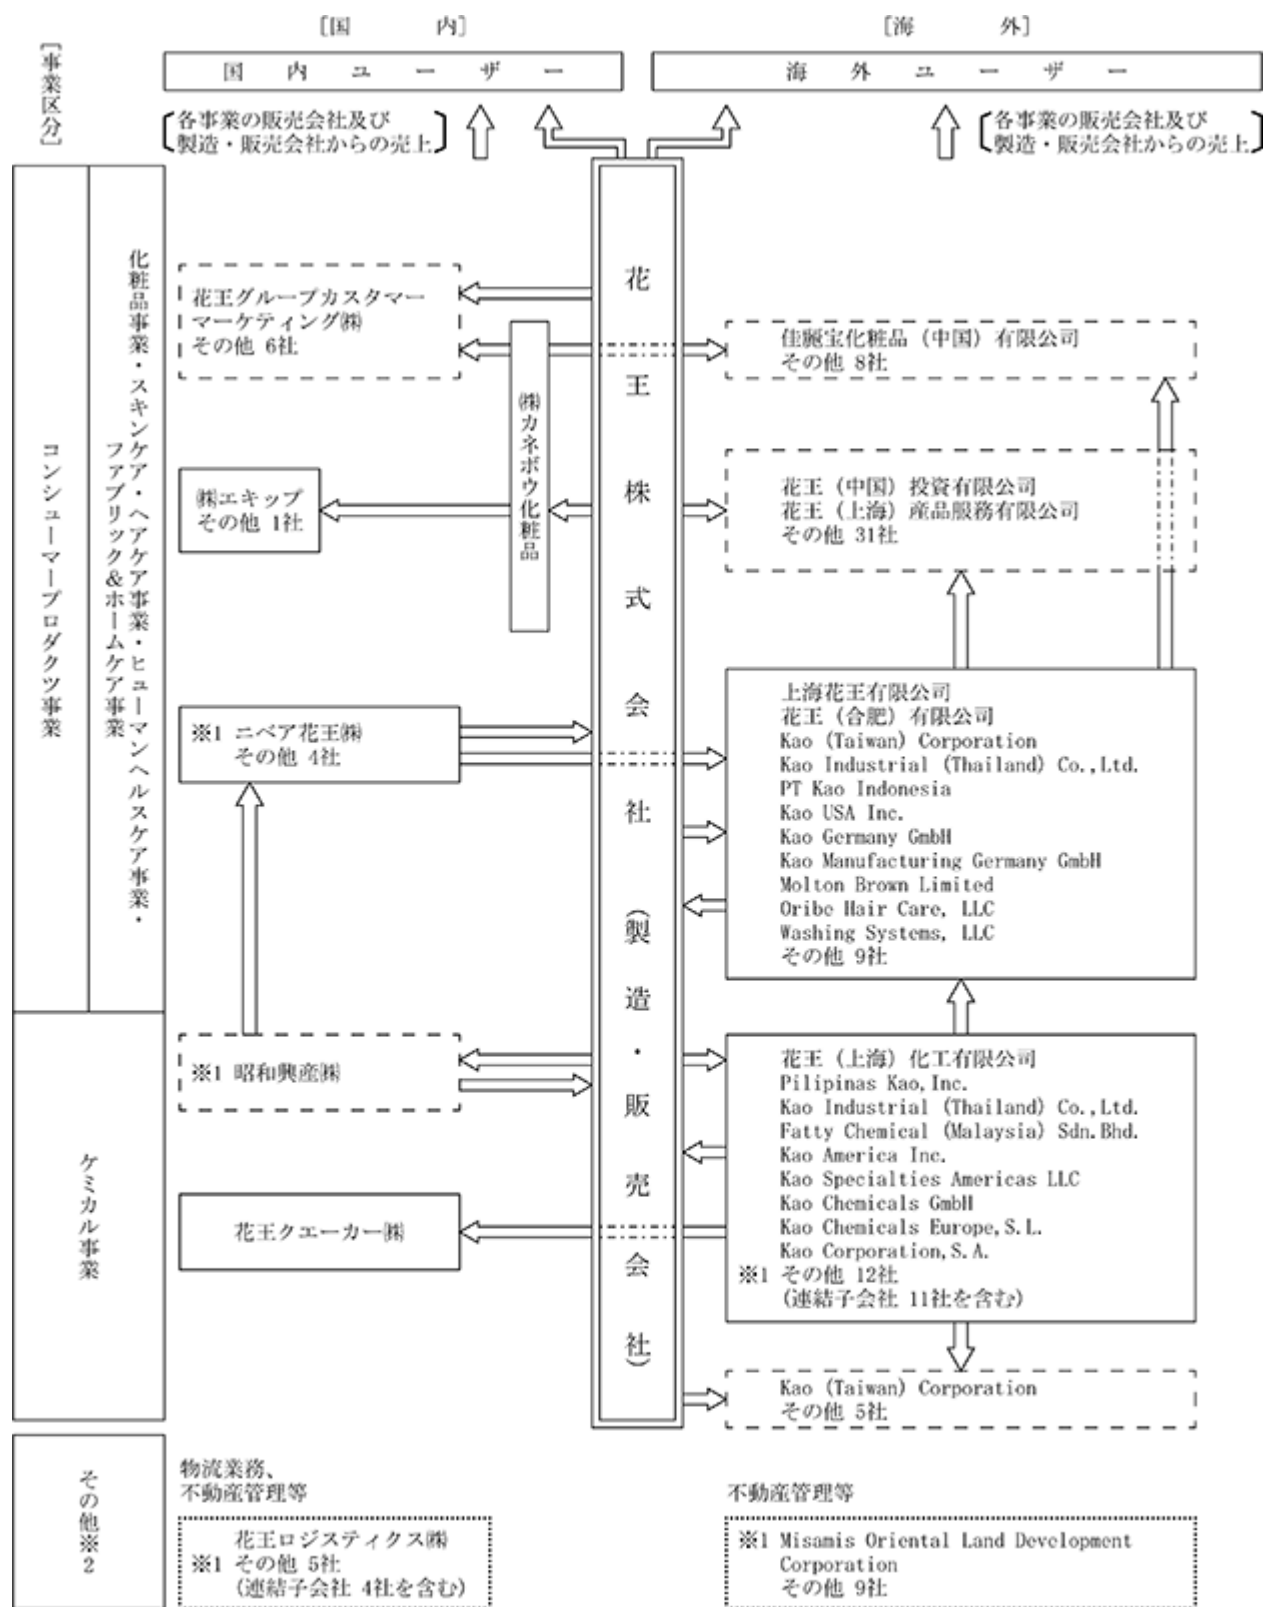 [国　　内]
[海　　外]
[事業区分]
国内ユーザー
海外ユーザー
各事業の販売会社及び
製造・販売会社からの売上
各事業の販売会社及び
製造・販売会社からの売上
コンシューマープロダクツ事業
化粧品事業・スキンケア・ヘアケア事業・ヒューマンヘルスケア事業・
ファブリック&ホームケア事業
花王株式会社(製造・販売会社)
花王グループカスタマー
マーケティング㈱
その他 6社
㈱カネボウ化粧品
佳麗宝化粧品（中国）有限公司
その他 8社
㈱エキップ
その他 1社
花王（中国）投資有限公司
花王（上海）産品服務有限公司
その他 31社
※1 ニベア花王㈱
その他 4社
上海花王有限公司
花王（合肥）有限公司
Kao (Taiwan) Corporation
Kao Industrial (Thailand) Co.,Ltd.
PT Kao Indonesia
Kao USA Inc.
Kao Germany GmbH
Kao Manufacturing Germany GmbH
Molton Brown Limited
Oribe Hair Care, LLC
Washing Systems, LLC
その他 9社
ケミカル事業
※1 昭和興産㈱
花王クエーカー㈱
花王（上海）化工有限公司
Pilipinas Kao,Inc.
Kao Industrial (Thailand) Co.,Ltd.
Fatty Chemical (Malaysia) Sdn.Bhd.
Kao America Inc.
Kao Specialties Americas LLC
Kao Chemicals GmbH
Kao Chemicals Europe,S.L.
Kao Corporation,S.A.
※1 その他 12社
(連結子会社 11社を含む)
Kao (Taiwan) Corporation
その他 5社
その他※2
物流業務、
不動産管理等
花王ロジスティクス㈱
※1 その他 5社
(連結子会社 4社を含む)
不動産管理等
※1 Misamis Oriental Land Development
Corporation
その他 9社